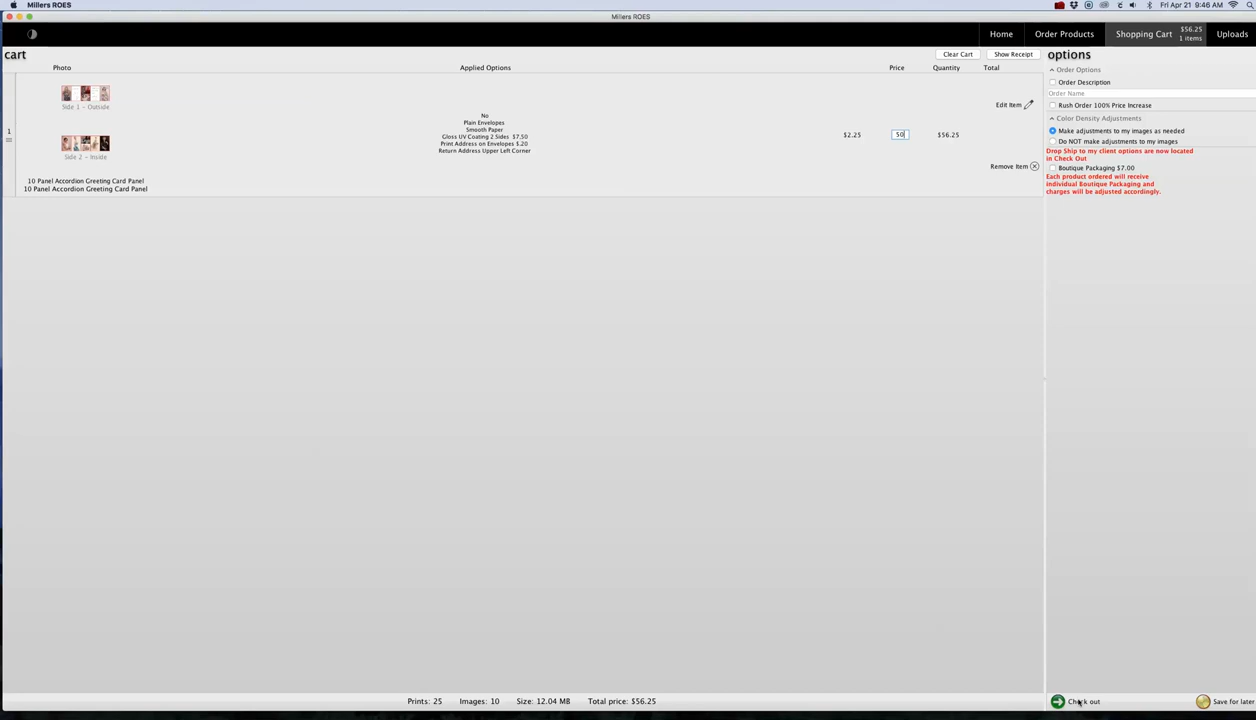 Millers ROES
Fri Apr 21 9:46 AM
Millers ROES
Home
Order Products
Shopping Cart
$56.25
1 items
Uploads
cart
Clear Cart
Show Receipt
options
Photo
Applied Options
Price
Quantity
Total
Order Options
Order Description
Order Name
Rush Order 100% Price Increase
Color Density Adjustments
Make adjustments to my images as needed
Do NOT make adjustments to my images
Drop Ship to my client options are now located
in Check Out
Boutique Packaging $7.00
Each product ordered will receive
individual Boutique Packaging and
charges will be adjusted accordingly.
1
Side 1 - Outside
Side 2 - Inside
10 Panel Accordion Greeting Card Panel
10 Panel Accordion Greeting Card Panel
No
Plain Envelopes
Smooth Paper
Gloss UV Coating 2 Sides $7.50
Print Address on Envelopes $.20
Return Address Upper Left Corner
$2.25
50
$56.25
Edit Item
Remove Item
Prints: 25
Images: 10
Size: 12.04 MB
Total price: $56.25
Check out
Save for later